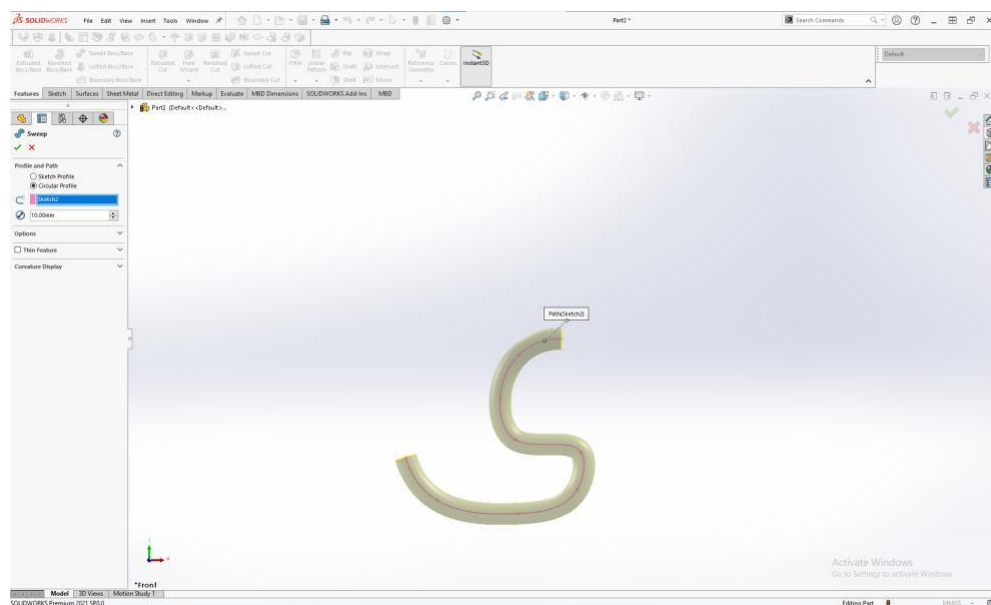 SOLIDWORKS File Edit View Insert Tools Window Part2 * Search Commands
Extruded Boss/Base Revolved Boss/Base Swept Boss/Base Lofted Boss/Base Boundary Boss/Base Extruded Cut Hole Wizard Revolved Cut Swept Cut Lofted Cut Boundary Cut Fillet Linear Pattern Rib Draft Shell Wrap Intersect Mirror Reference Geometry Curves Instant3D
Default
Features Sketch Surfaces Sheet Metal Direct Editing Markup Evaluate MBD Dimensions SOLIDWORKS Add-Ins MBD
Part2 (Default<<Default>...
Sweep
Profile and Path
Sketch Profile
Circular Profile
Sketch2
10.00mm
Options
Thin Feature
Curvature Display
Path(Sketch2)
*Front
Activate Windows
Go to Settings to activate Windows.
Model 3D Views Motion Study 1
SOLIDWORKS Premium 2021 SP0.0 Editing Part MMGS